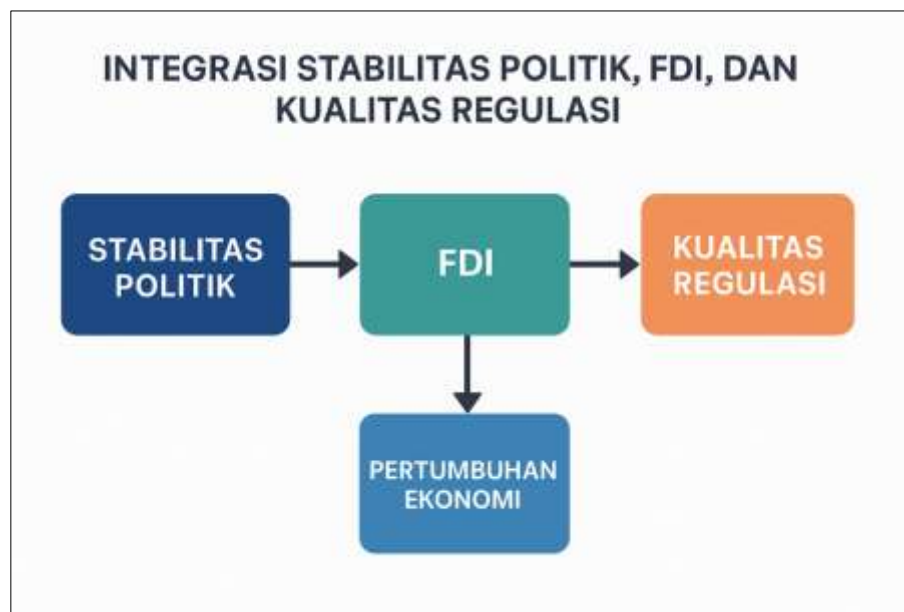 INTEGRASI STABILITAS POLITIK, FDI, DAN
KUALITAS REGULASI
STABILITAS
POLITIK
FDI
KUALITAS
REGULASI
PERTUMBUHAN
EKONOMI